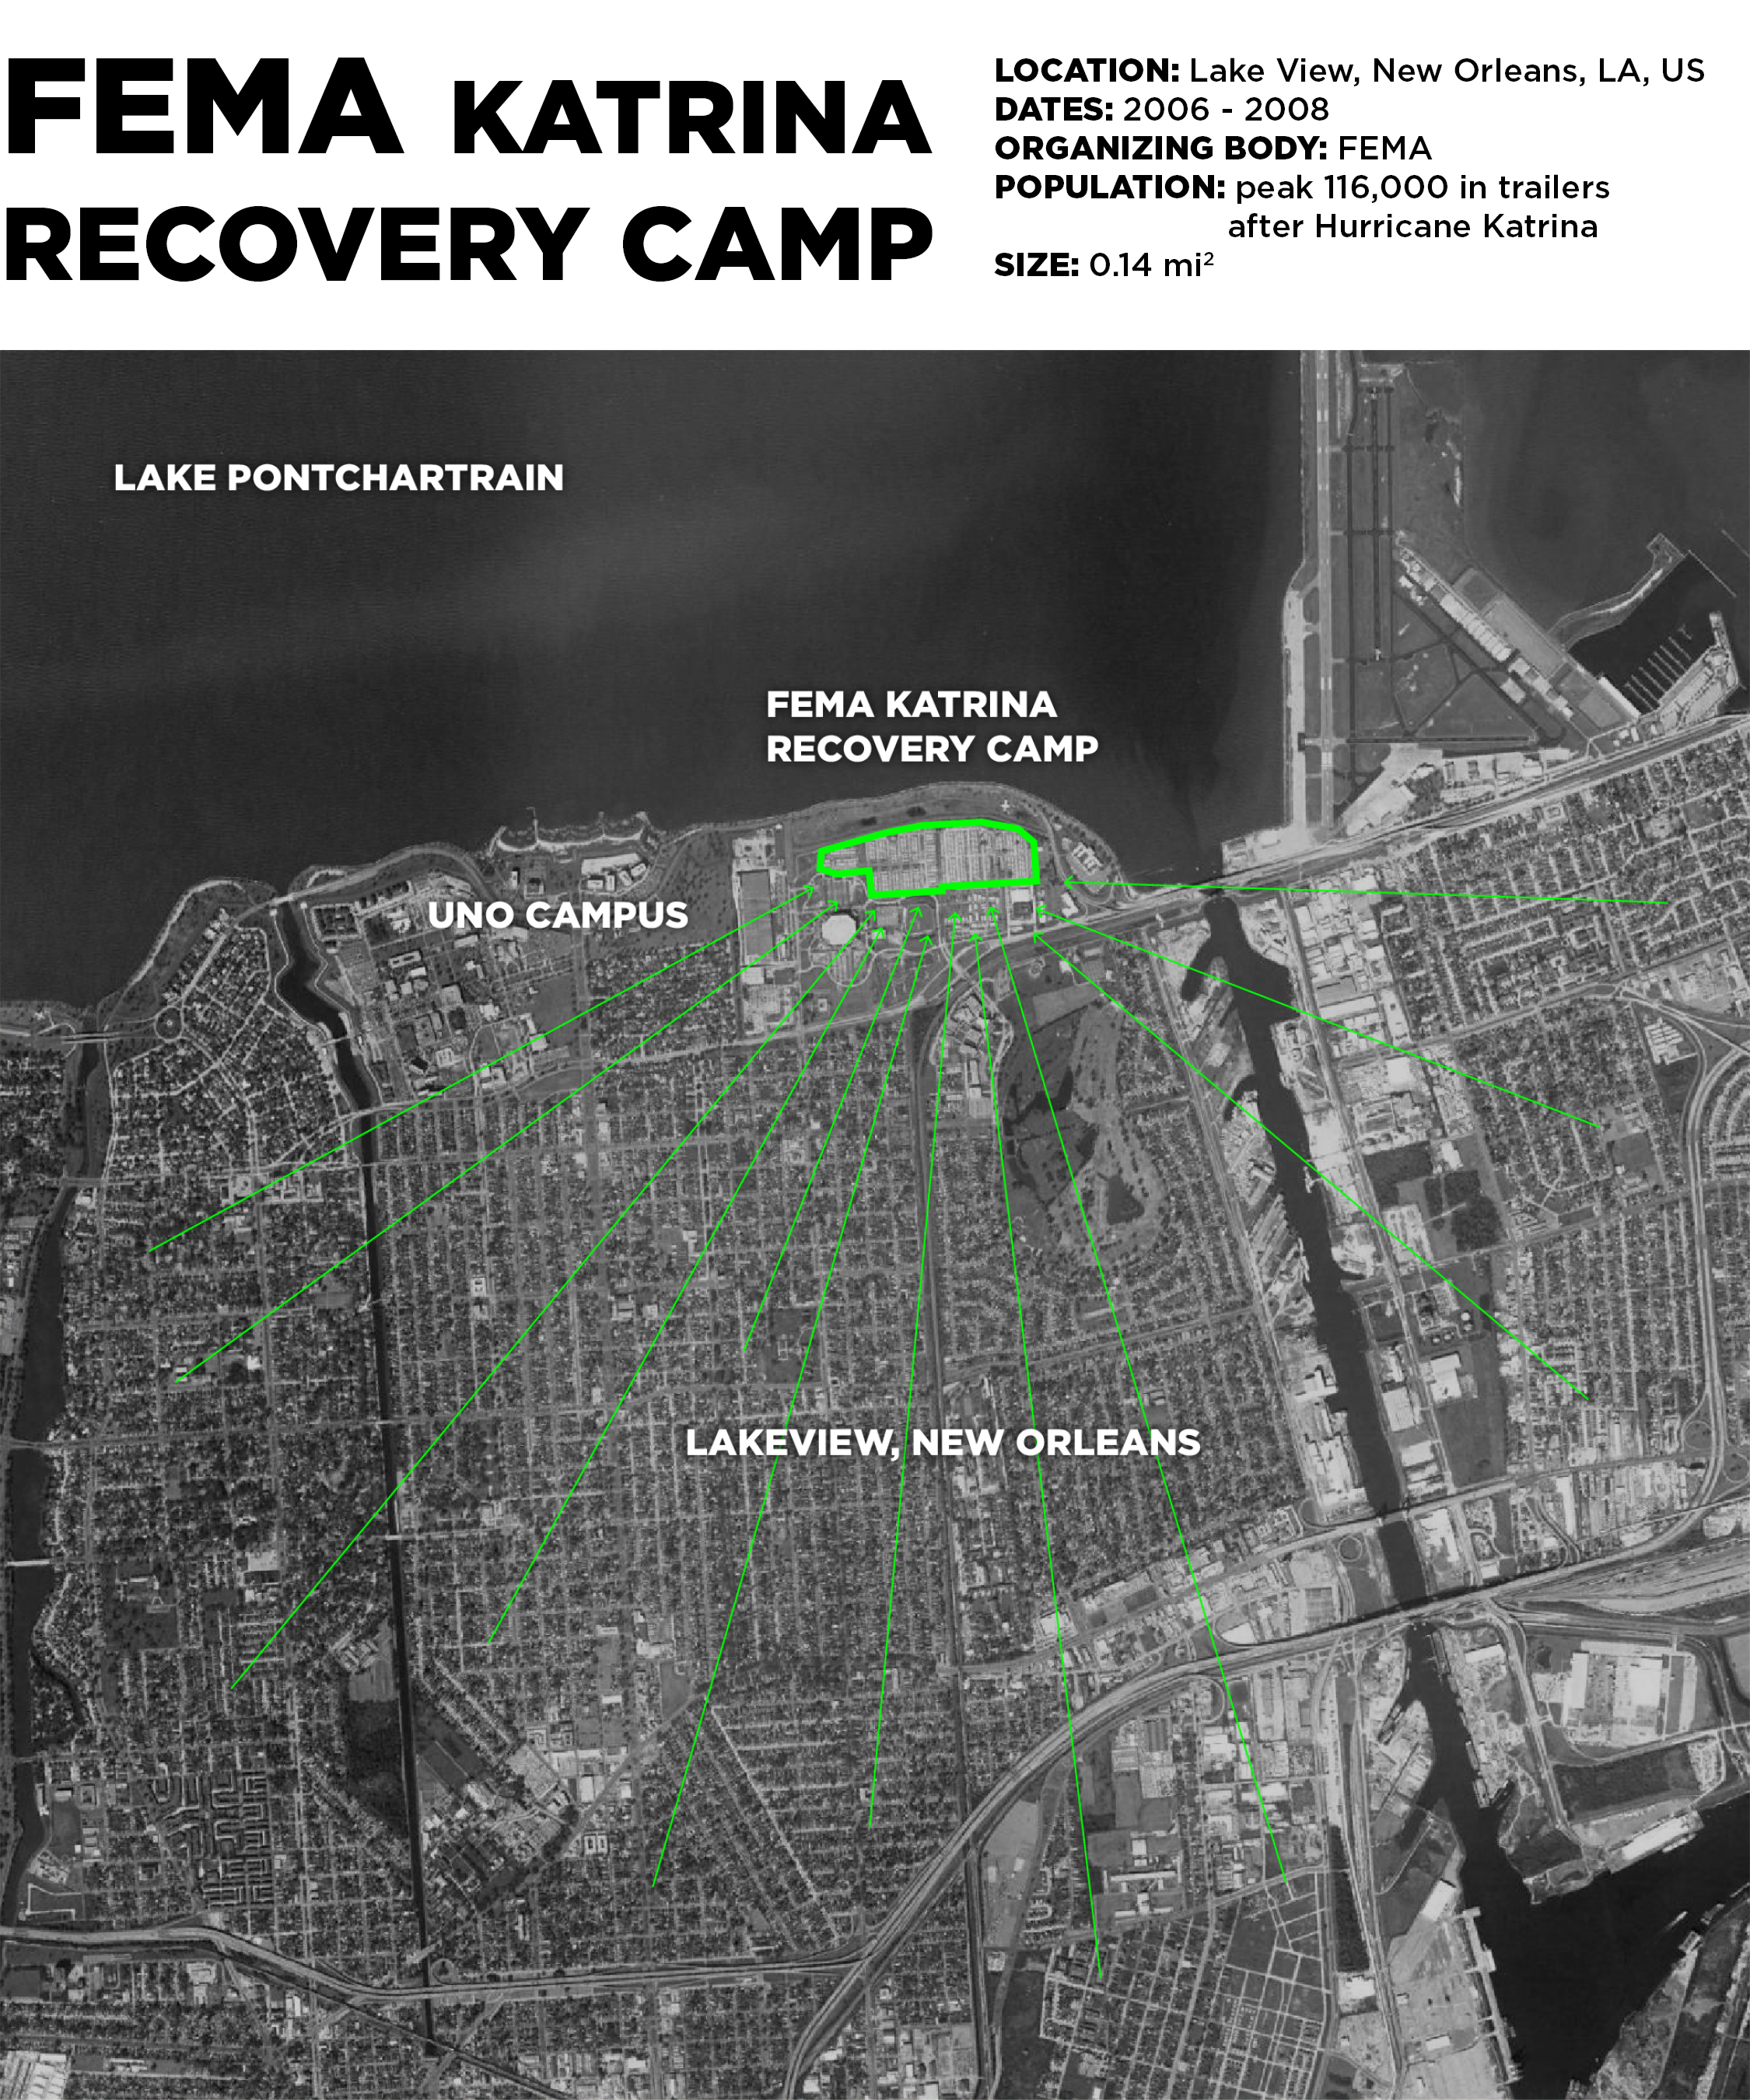 FEMA KATRINA
RECOVERY CAMP
LOCATION: Lake View, New Orleans, LA, US
DATES: 2006 - 2008
ORGANIZING BODY: FEMA
POPULATION: peak 116,000 in trailers
after Hurricane Katrina
SIZE: 0.14 mi²
LAKE PONTCHARTRAIN
FEMA KATRINA
RECOVERY CAMP
UNO CAMPUS
LAKEVIEW, NEW ORLEANS